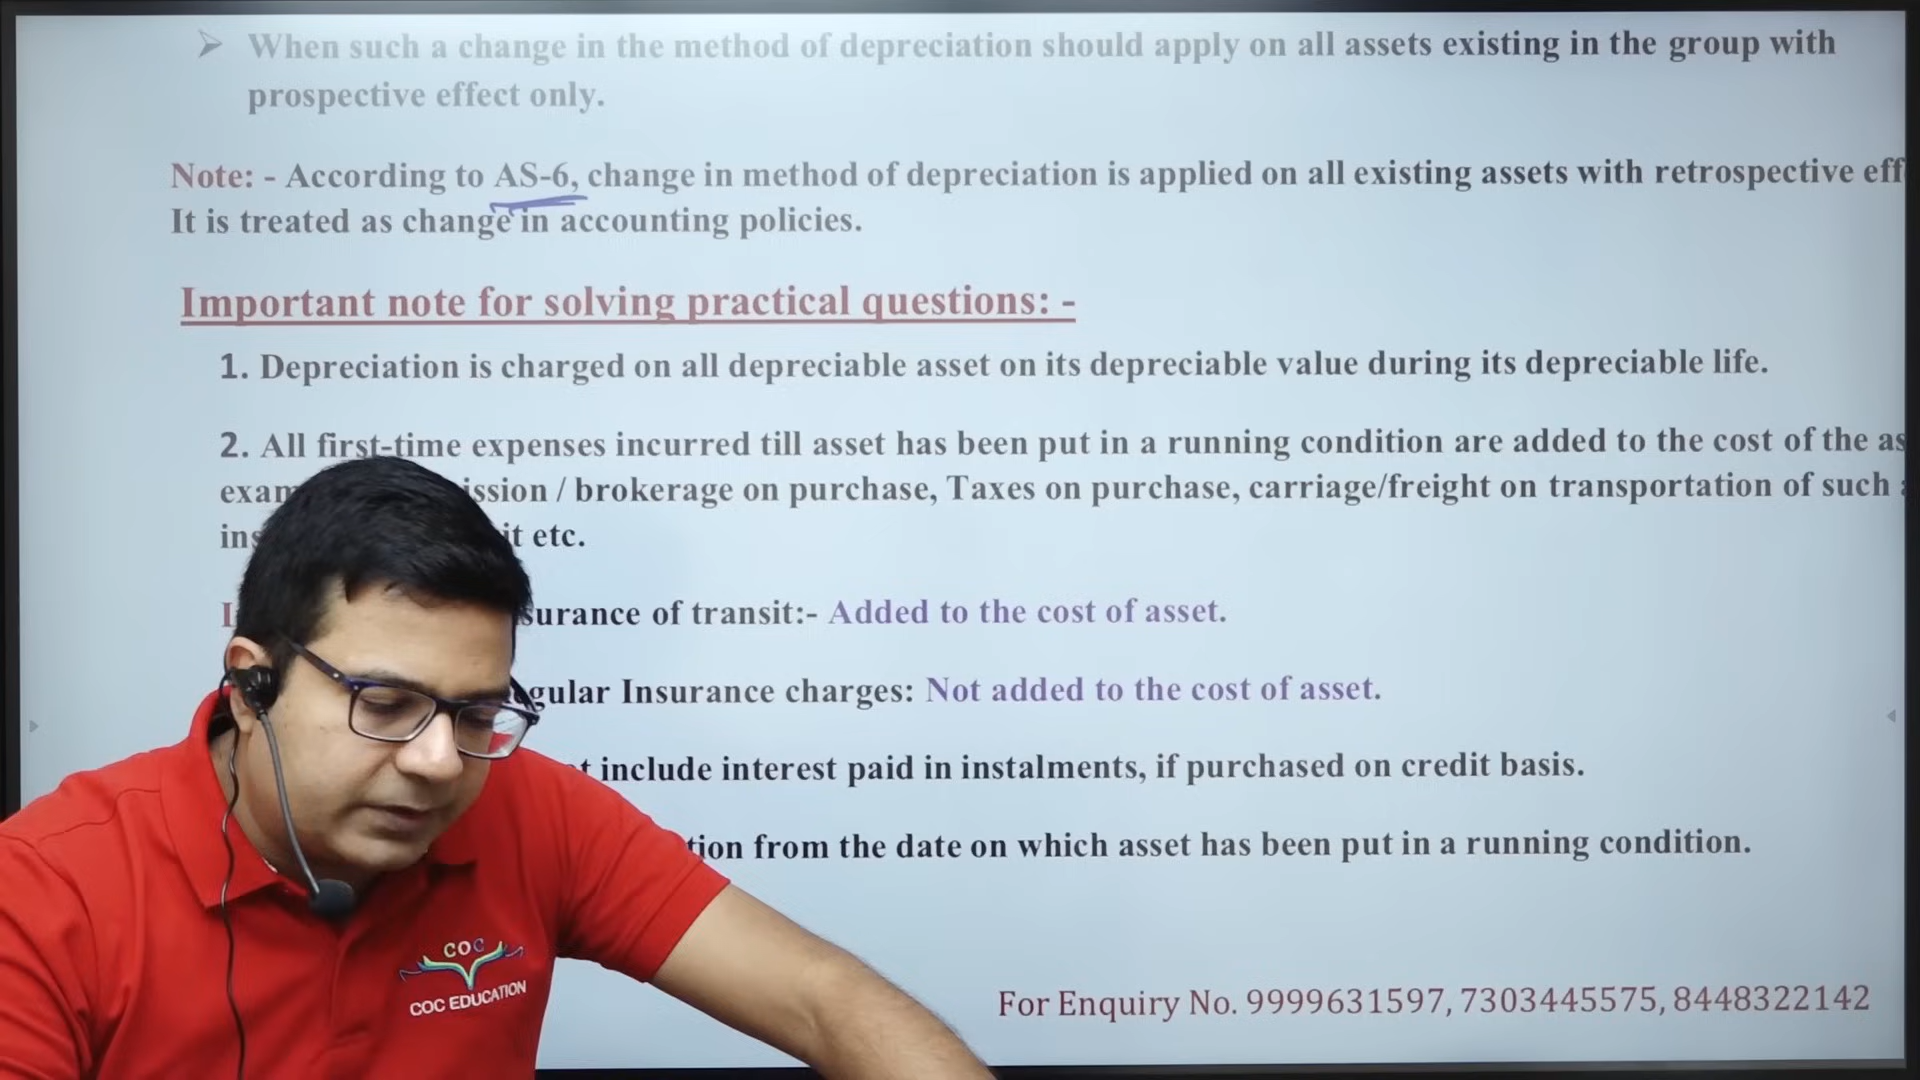 ➢ When such a change in the method of depreciation should apply on all assets existing in the group with
prospective effect only.
Note: - According to AS-6, change in method of depreciation is applied on all existing assets with retrospective eff
It is treated as change in accounting policies.
Important note for solving practical questions: -
1. Depreciation is charged on all depreciable asset on its depreciable value during its depreciable life.
2. All first-time expenses incurred till asset has been put in a running condition are added to the cost of the as
exam ission / brokerage on purchase, Taxes on purchase, carriage/freight on transportation of such
ins it etc.
surance of transit:- Added to the cost of asset.
gular Insurance charges: Not added to the cost of asset.
include interest paid in instalments, if purchased on credit basis.
tion from the date on which asset has been put in a running condition.
COC
COC EDUCATION
For Enquiry No. 9999631597, 7303445575, 8448322142